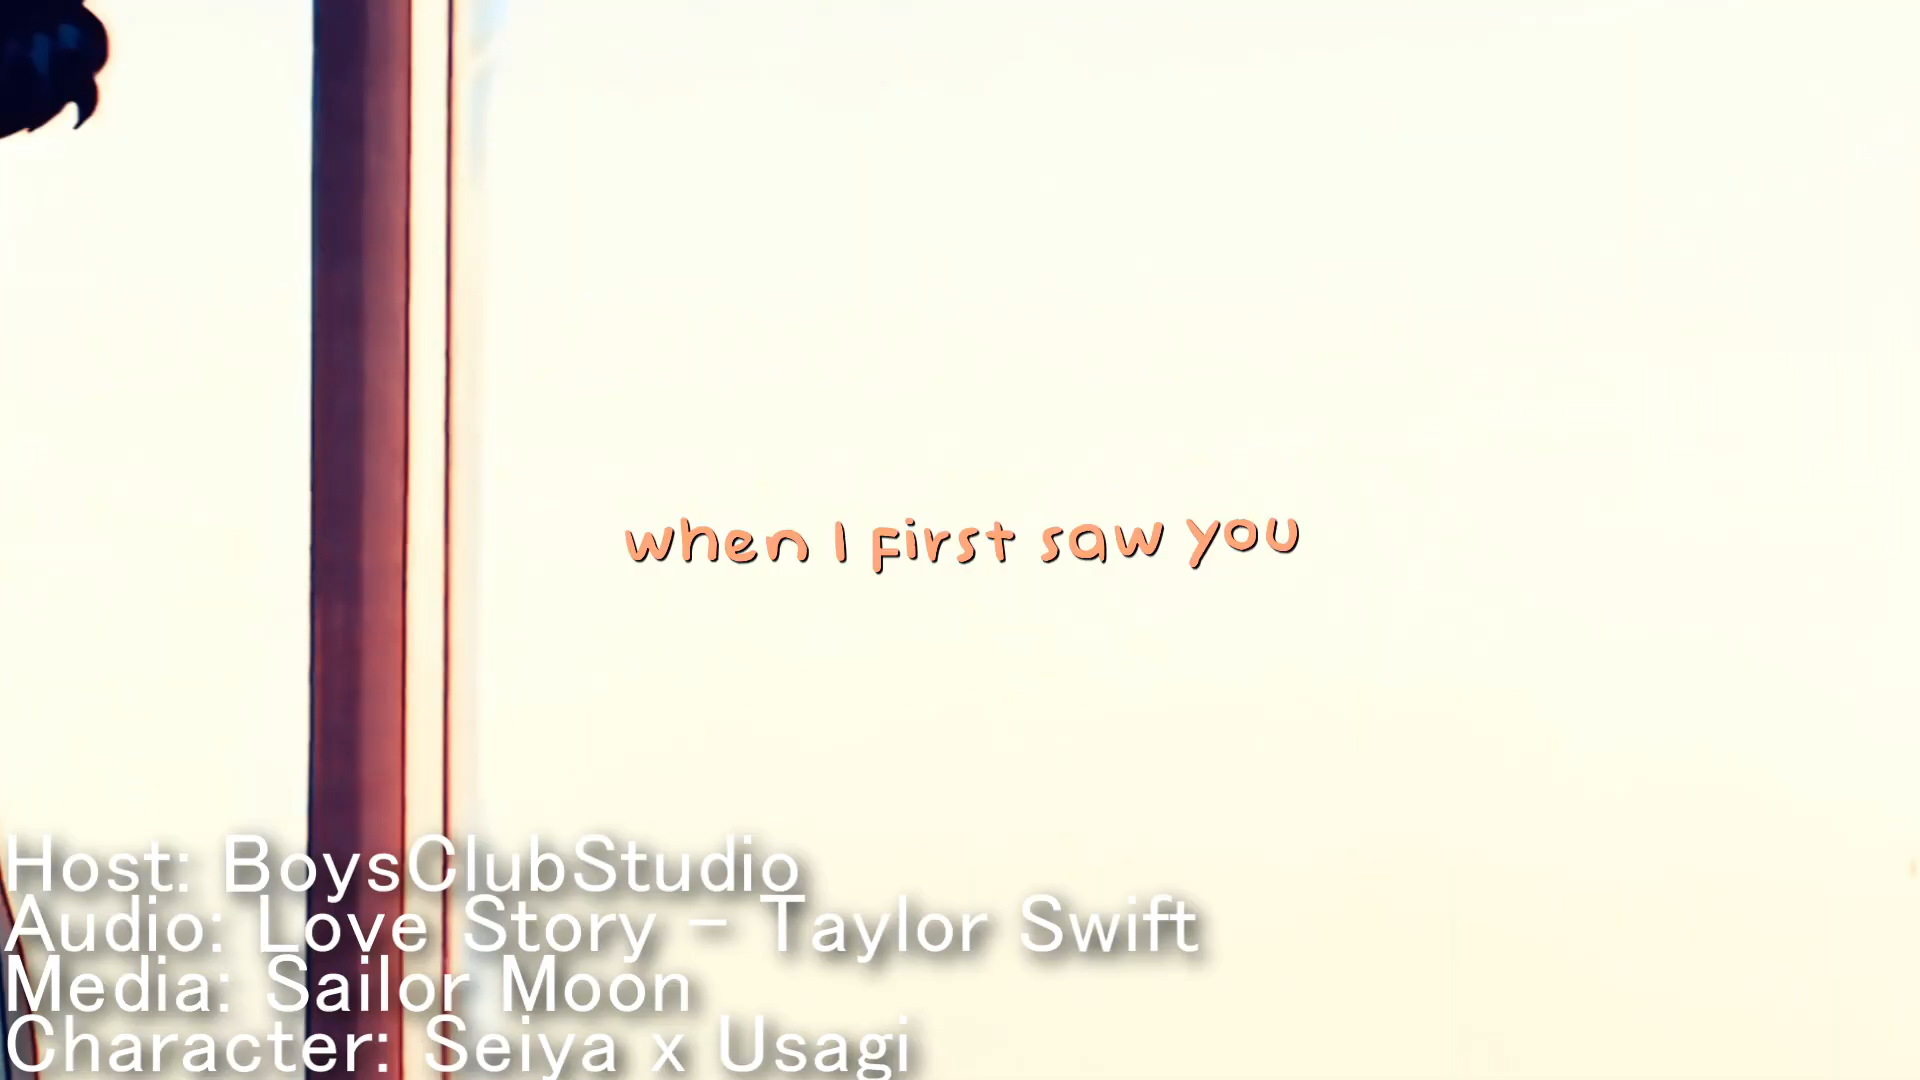 when I first saw you
Host: BoysClubStudio
Audio: Love Story - Taylor Swift
Media: Sailor Moon
Character: Seiya x Usagi